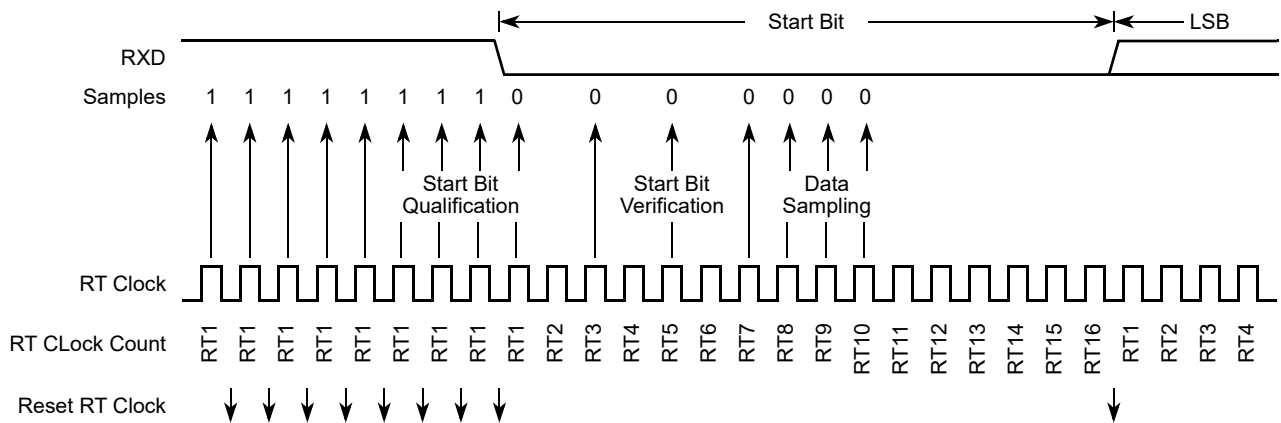 Start Bit LSB
RXD
Samples 1 1 1 1 1 1 1 1 0 0 0 0 0 0 0
Start Bit
Qualification
Start Bit
Verification
Data
Sampling
RT Clock
RT CLock Count RT1 RT1 RT1 RT1 RT1 RT1 RT1 RT1 RT1 RT2 RT3 RT4 RT5 RT6 RT7 RT8 RT9 RT10 RT11 RT12 RT13 RT14 RT15 RT16 RT1 RT2 RT3 RT4
Reset RT Clock